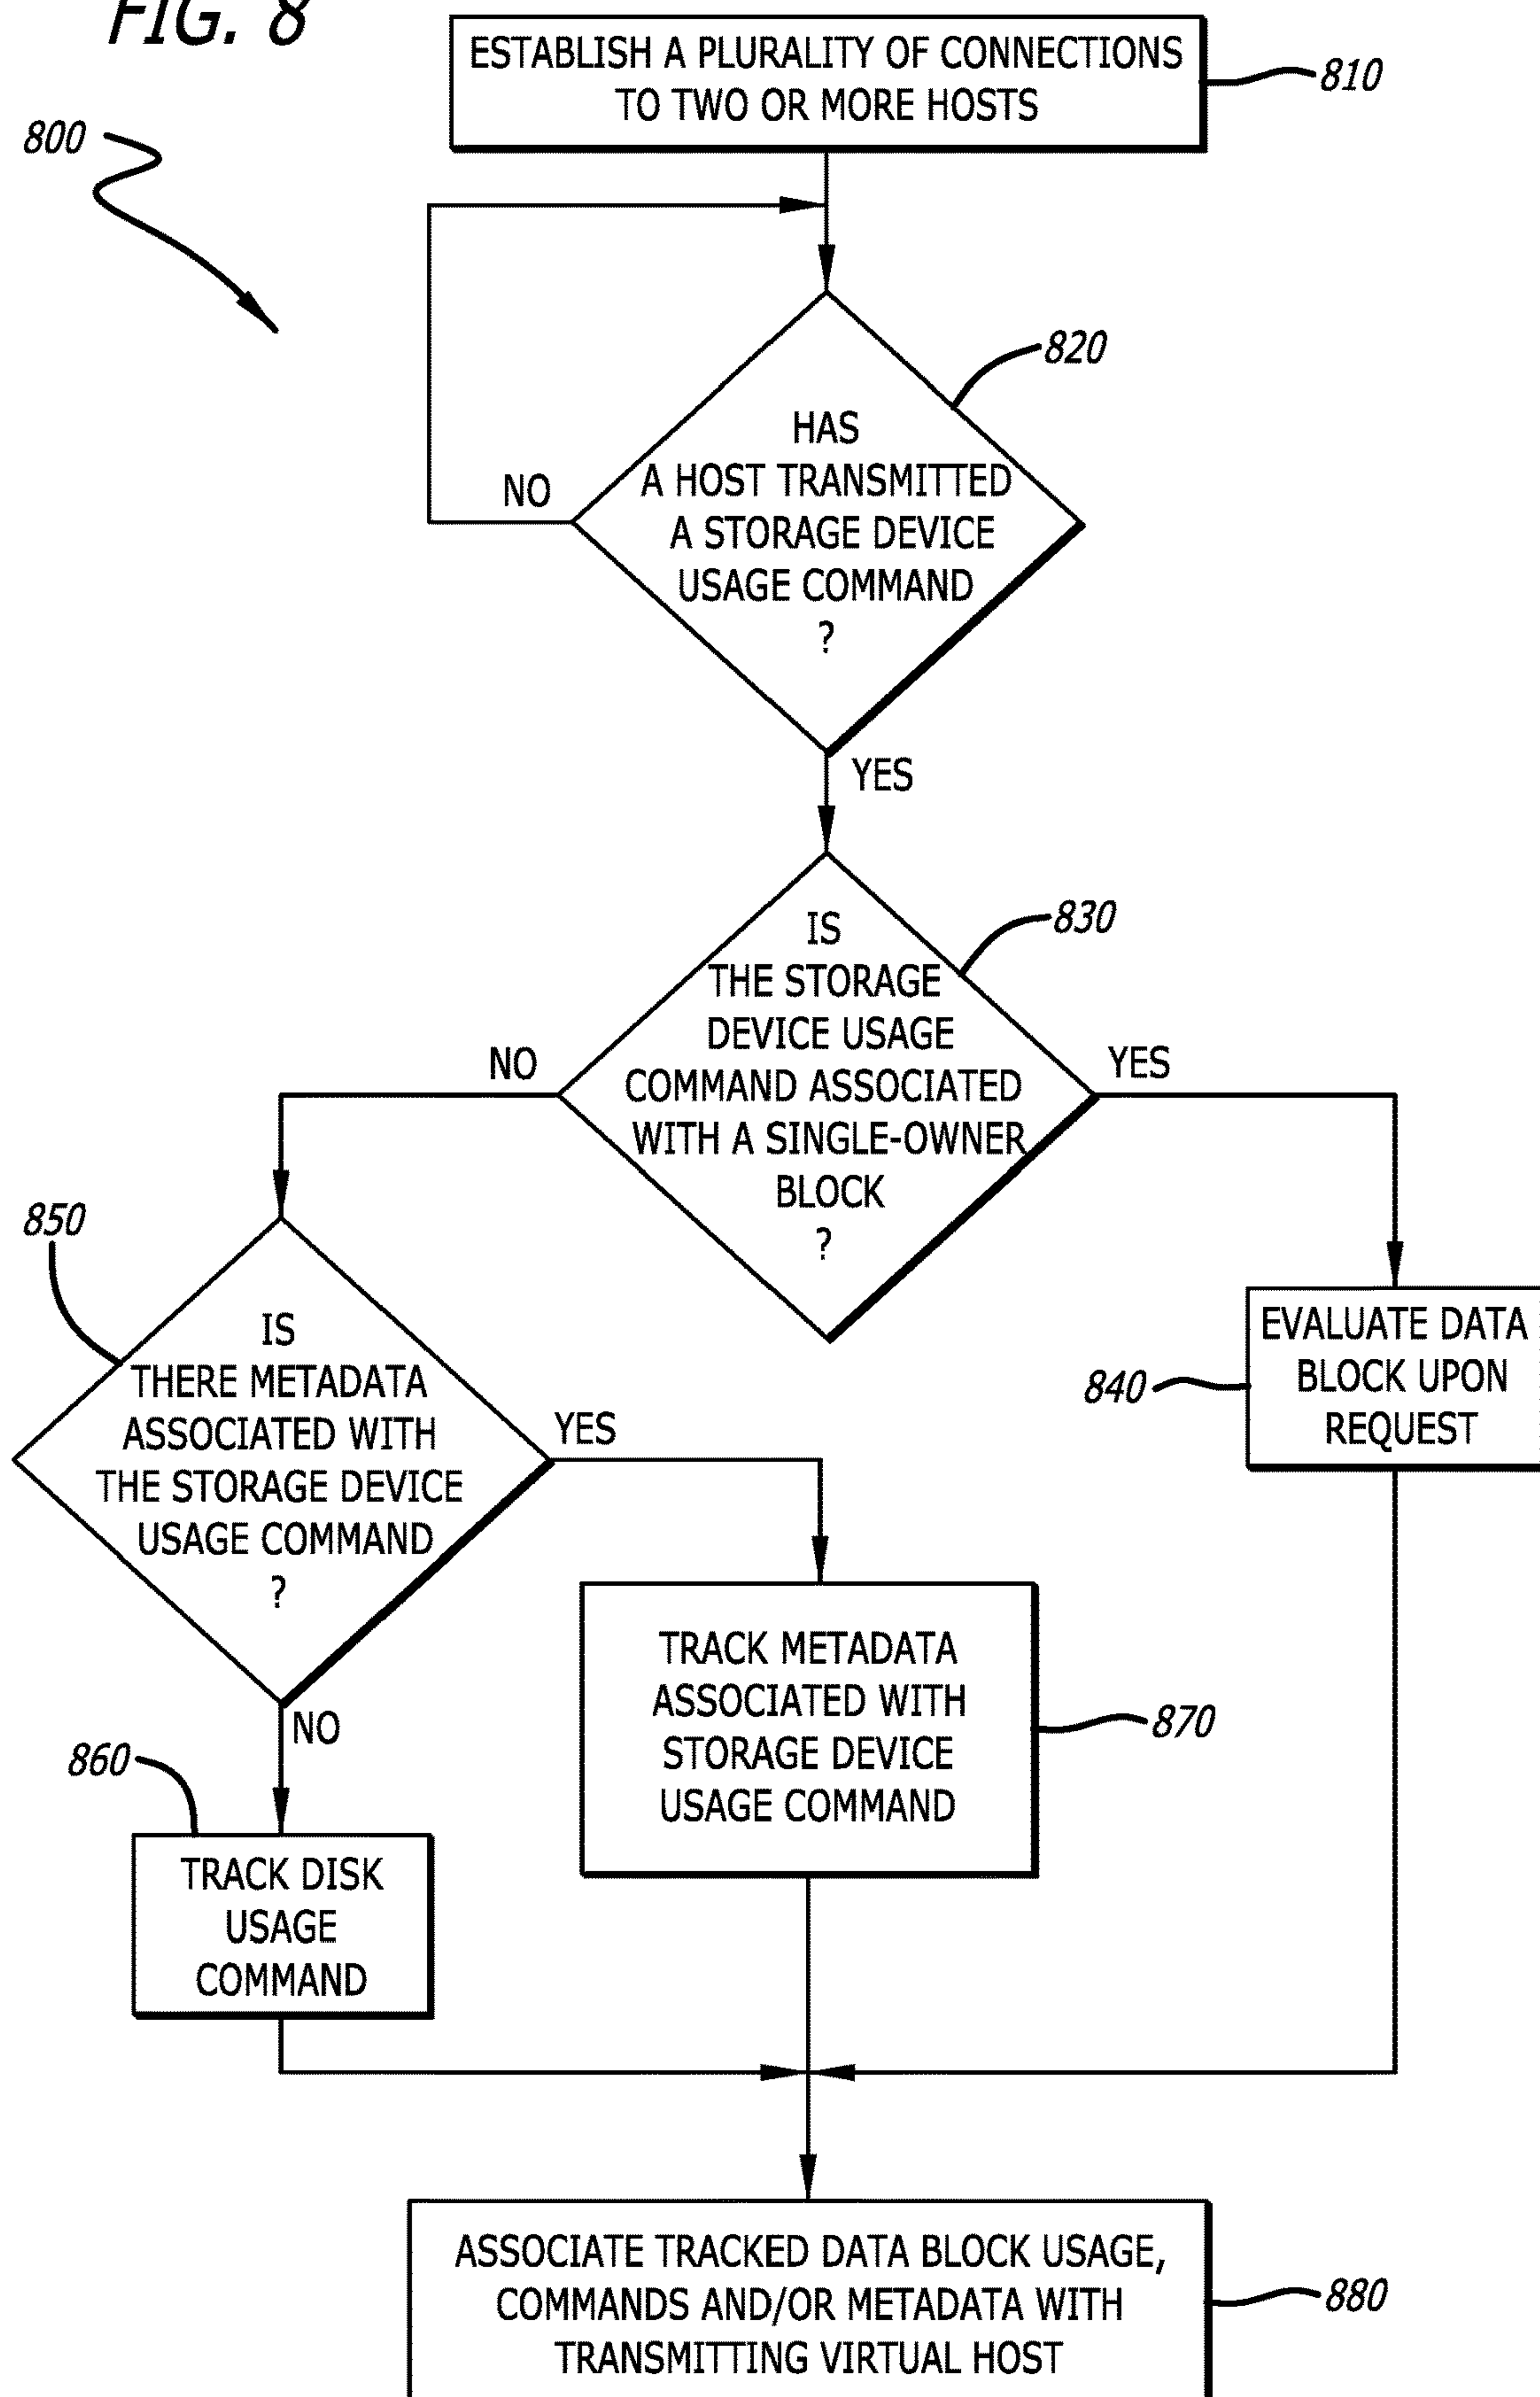 FIG. 8
800
ESTABLISH A PLURALITY OF CONNECTIONS
TO TWO OR MORE HOSTS
810
820
HAS
A HOST TRANSMITTED
A STORAGE DEVICE
USAGE COMMAND
?
NO
YES
830
IS
THE STORAGE
DEVICE USAGE
COMMAND ASSOCIATED
WITH A SINGLE-OWNER
BLOCK
?
NO
YES
840
EVALUATE DATA
BLOCK UPON
REQUEST
850
IS
THERE METADATA
ASSOCIATED WITH
THE STORAGE DEVICE
USAGE COMMAND
?
YES
NO
860
TRACK DISK
USAGE
COMMAND
TRACK METADATA
ASSOCIATED WITH
STORAGE DEVICE
USAGE COMMAND
870
ASSOCIATE TRACKED DATA BLOCK USAGE,
COMMANDS AND/OR METADATA WITH
TRANSMITTING VIRTUAL HOST
880